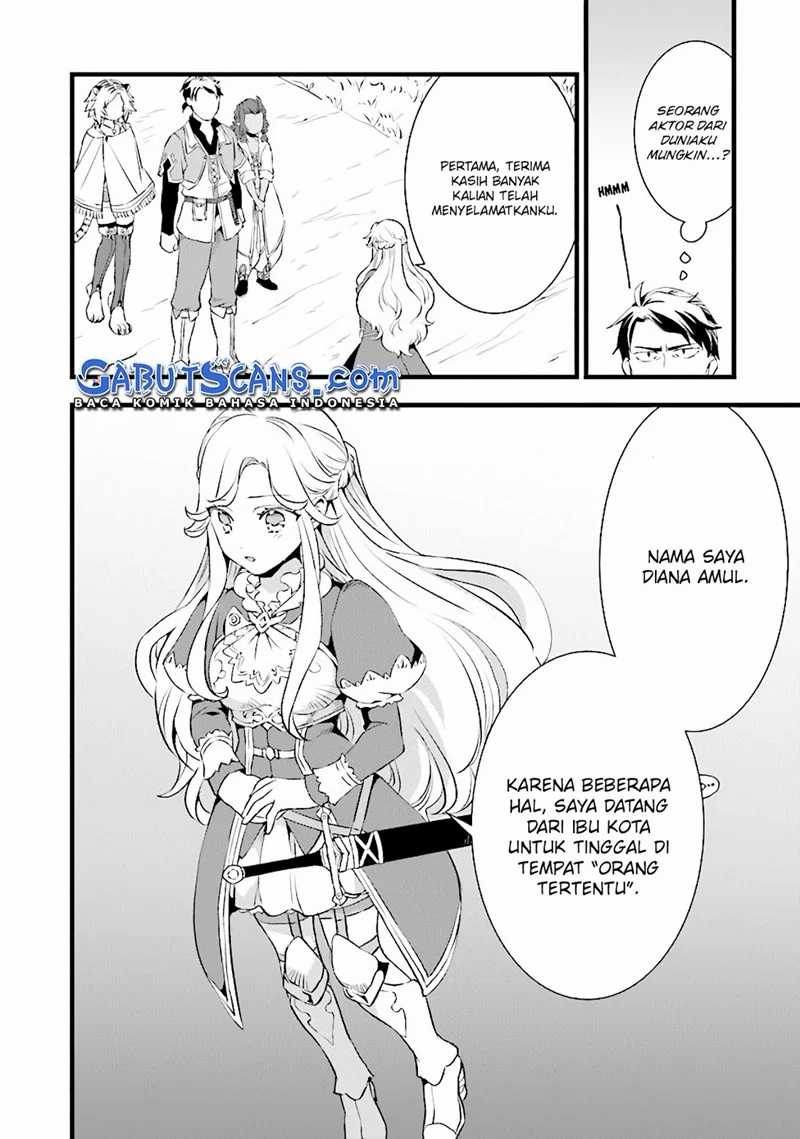 SEORANG
AKTOR DARI
DUNIAKU
MUNGKIN...?
HMMM
PERTAMA, TERIMA
KASIH BANYAK
KALIAN TELAH
MENYELAMATKANKU.
GABUTSCANS.COM
BACA KOMIK BAHASA INDONESIA
NAMA SAYA
DIANA AMUL.
KARENA BEBERAPA
HAL, SAYA DATANG
DARI IBU KOTA
UNTUK TINGGAL DI
TEMPAT “ORANG
TERTENTU”.
...